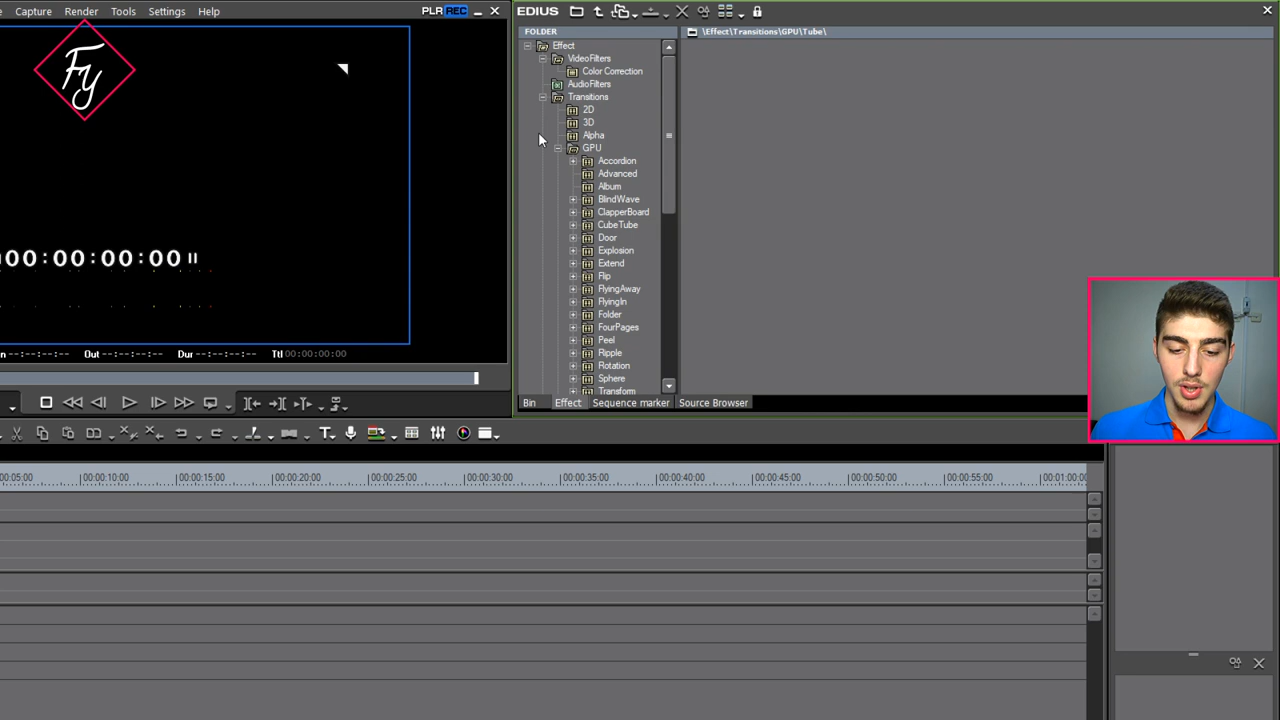 Capture Render Tools Settings Help
PLR REC
Fy
00:00:00:00
Out --:--:--:-- Dur --:--:--:-- Ttl 00:00:00:00
EDIUS
FOLDER
\Effect\Transitions\GPU\Tube\
Effect
VideoFilters
Color Correction
AudioFilters
Transitions
2D
3D
Alpha
GPU
Accordion
Advanced
Album
BlindWave
ClapperBoard
CubeTube
Door
Explosion
Extend
Flip
FlyingAway
FlyingIn
Folder
FourPages
Peel
Ripple
Rotation
Sphere
Transform
Bin Effect Sequence marker Source Browser
00:05:00 00:00:10:00 00:00:15:00 00:00:20:00 00:00:25:00 00:00:30:00 00:00:35:00 00:00:40:00 00:00:45:00 00:00:50:00 00:00:55:00 00:01:00:00